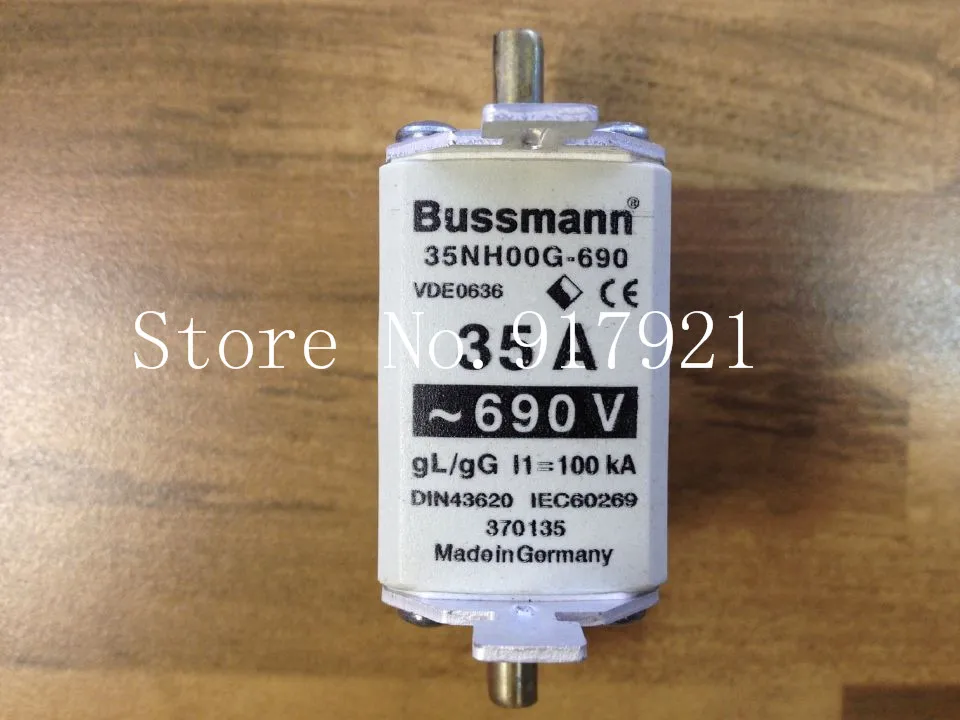 Bussmann®
35NH00G-690
VDE0636 CE
Store No. 917921
35 A
~690 V
gL/gG I1=100 kA
DIN43620 IEC60269
370135
Made in Germany